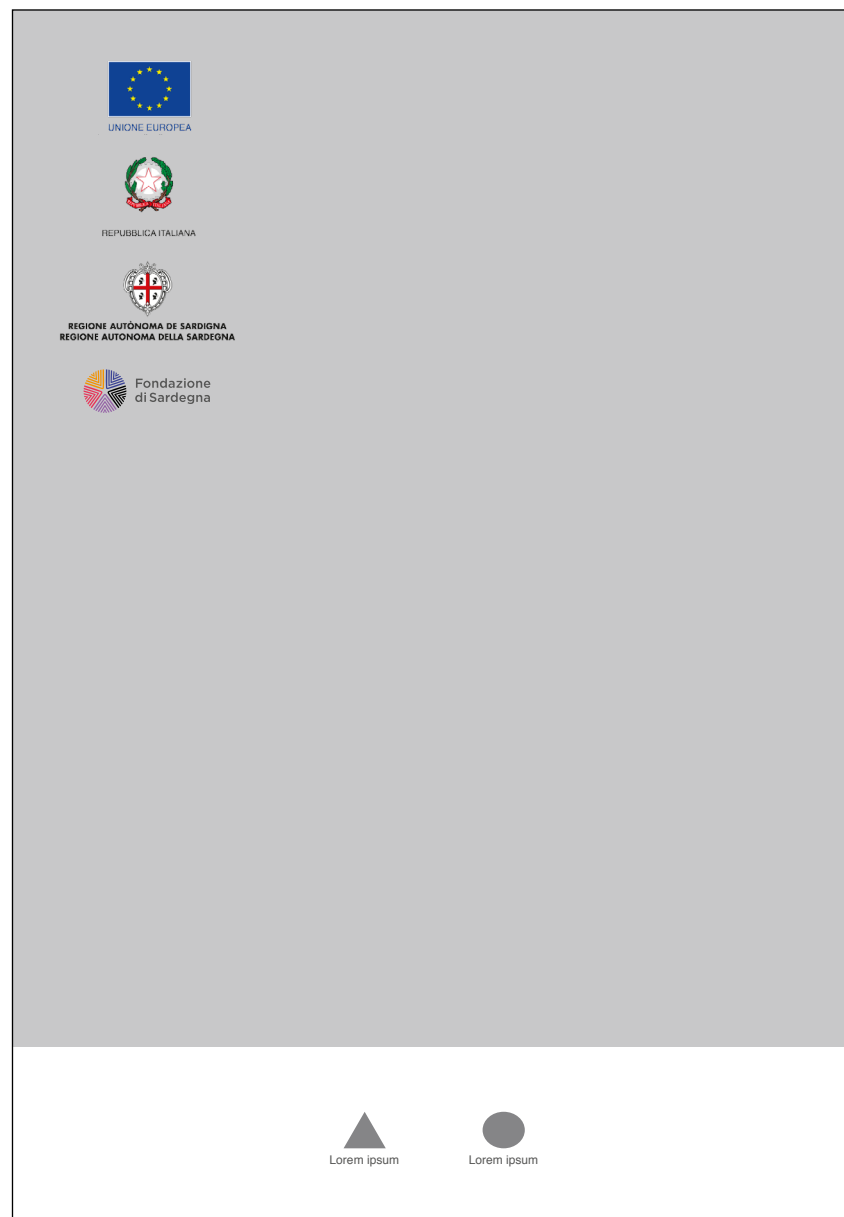 UNIONE EUROPEA
REPUBBLICA ITALIANA
REGIONE AUTÒNOMA DE SARDIGNA
REGIONE AUTONOMA DELLA SARDEGNA
Fondazione
di Sardegna
Lorem ipsum
Lorem ipsum